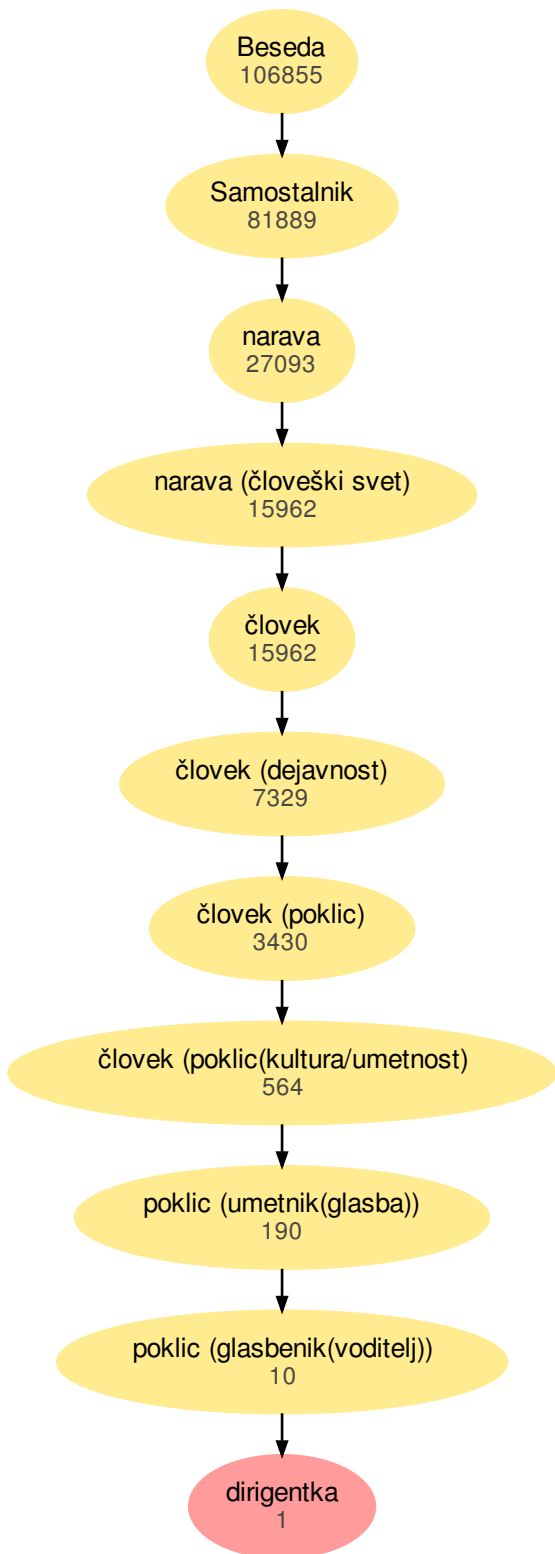 Beseda
106855
Samostalnik
81889
narava
27093
narava (človeški svet)
15962
človek
15962
človek (dejavnost)
7329
človek (poklic)
3430
človek (poklic(kultura/umetnost)
564
poklic (umetnik(glasba))
190
poklic (glasbenik(voditelj))
10
dirigentka
1